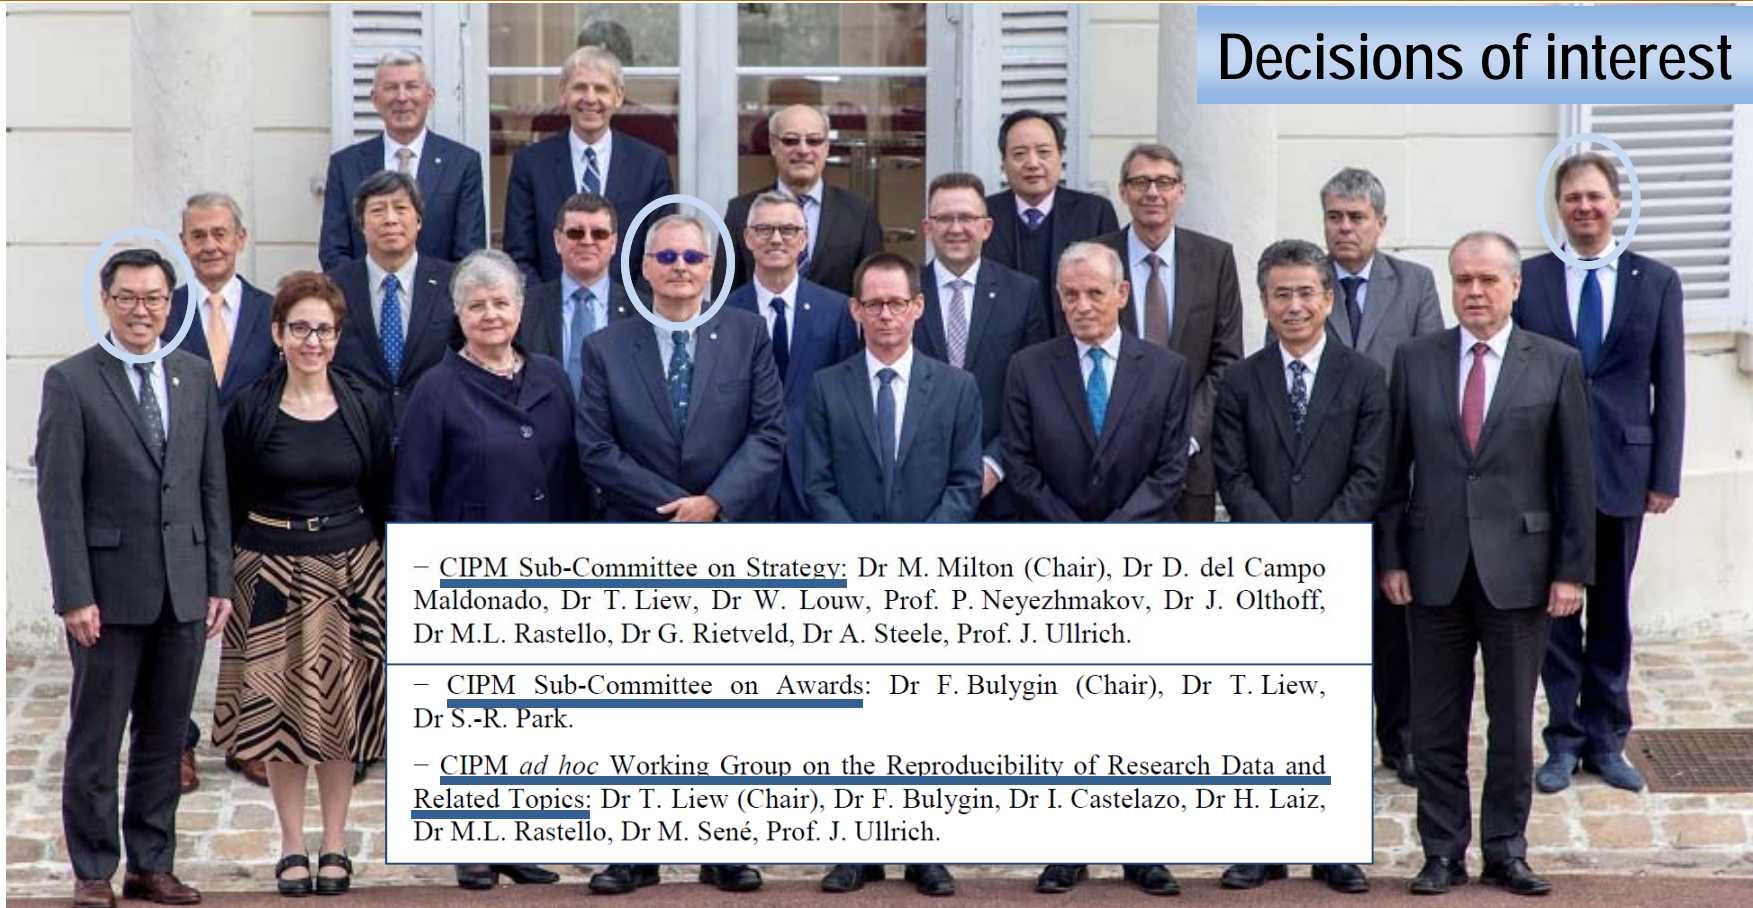 Decisions of interest
− CIPM Sub-Committee on Strategy: Dr M. Milton (Chair), Dr D. del Campo
Maldonado, Dr T. Liew, Dr W. Louw, Prof. P. Neyezhmakov, Dr J. Olthoff,
Dr M.L. Rastello, Dr G. Rietveld, Dr A. Steele, Prof. J. Ullrich.
− CIPM Sub-Committee on Awards: Dr F. Bulygin (Chair), Dr T. Liew,
Dr S.-R. Park.
− CIPM ad hoc Working Group on the Reproducibility of Research Data and
Related Topics: Dr T. Liew (Chair), Dr F. Bulygin, Dr I. Castelazo, Dr H. Laiz,
Dr M.L. Rastello, Dr M. Sené, Prof. J. Ullrich.